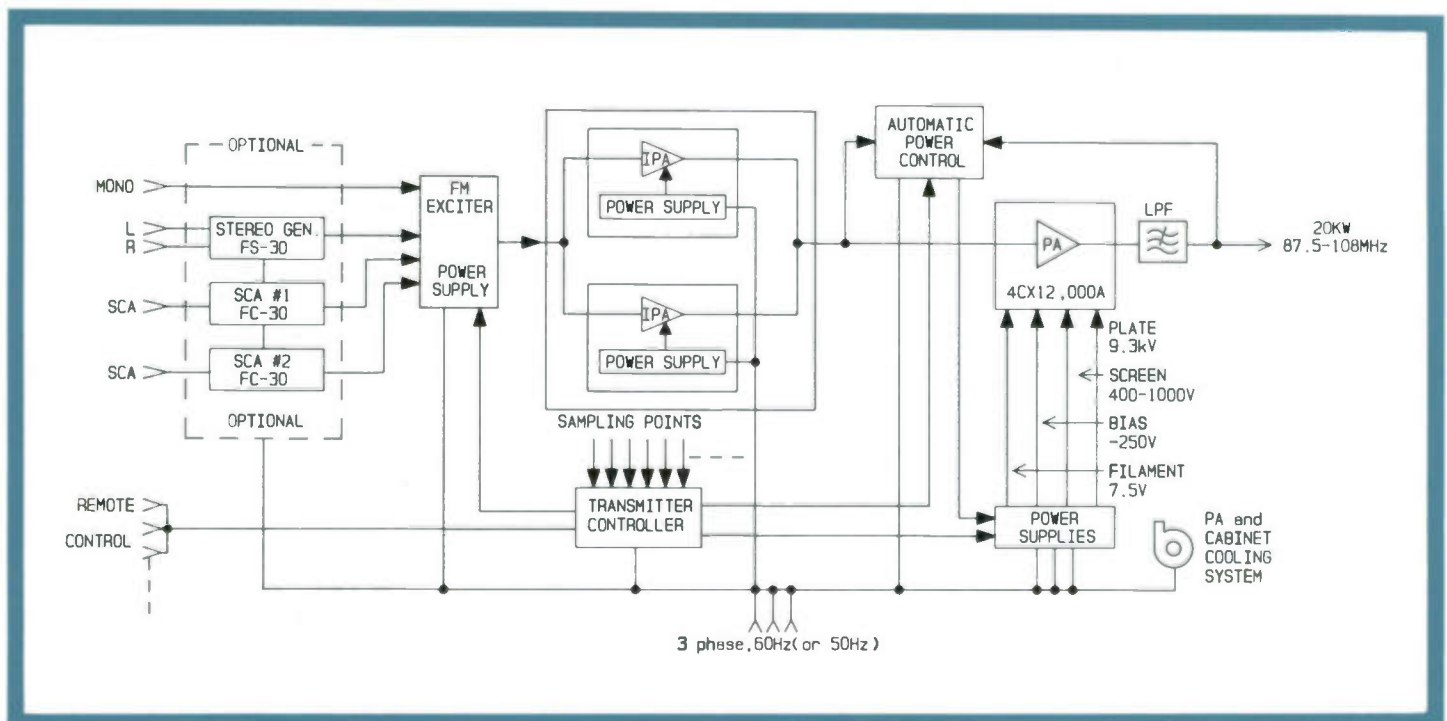 OPTIONAL
MONO
L
R
STEREO GEN.
FS-30
SCA
SCA #1
FC-30
SCA
SCA #2
FC-30
OPTIONAL
FM
EXCITER
POWER
SUPPLY
IPA
POWER SUPPLY
IPA
POWER SUPPLY
AUTOMATIC
POWER
CONTROL
PA
4CX12,000A
LPF
20KW
87.5-108MHz
PLATE
9.3kV
SCREEN
400-1000V
BIAS
-250V
FILAMENT
7.5V
SAMPLING POINTS
TRANSMITTER
CONTROLLER
REMOTE
CONTROL
POWER
SUPPLIES
PA and
CABINET
COOLING
SYSTEM
3 phase,60Hz(or 50Hz)